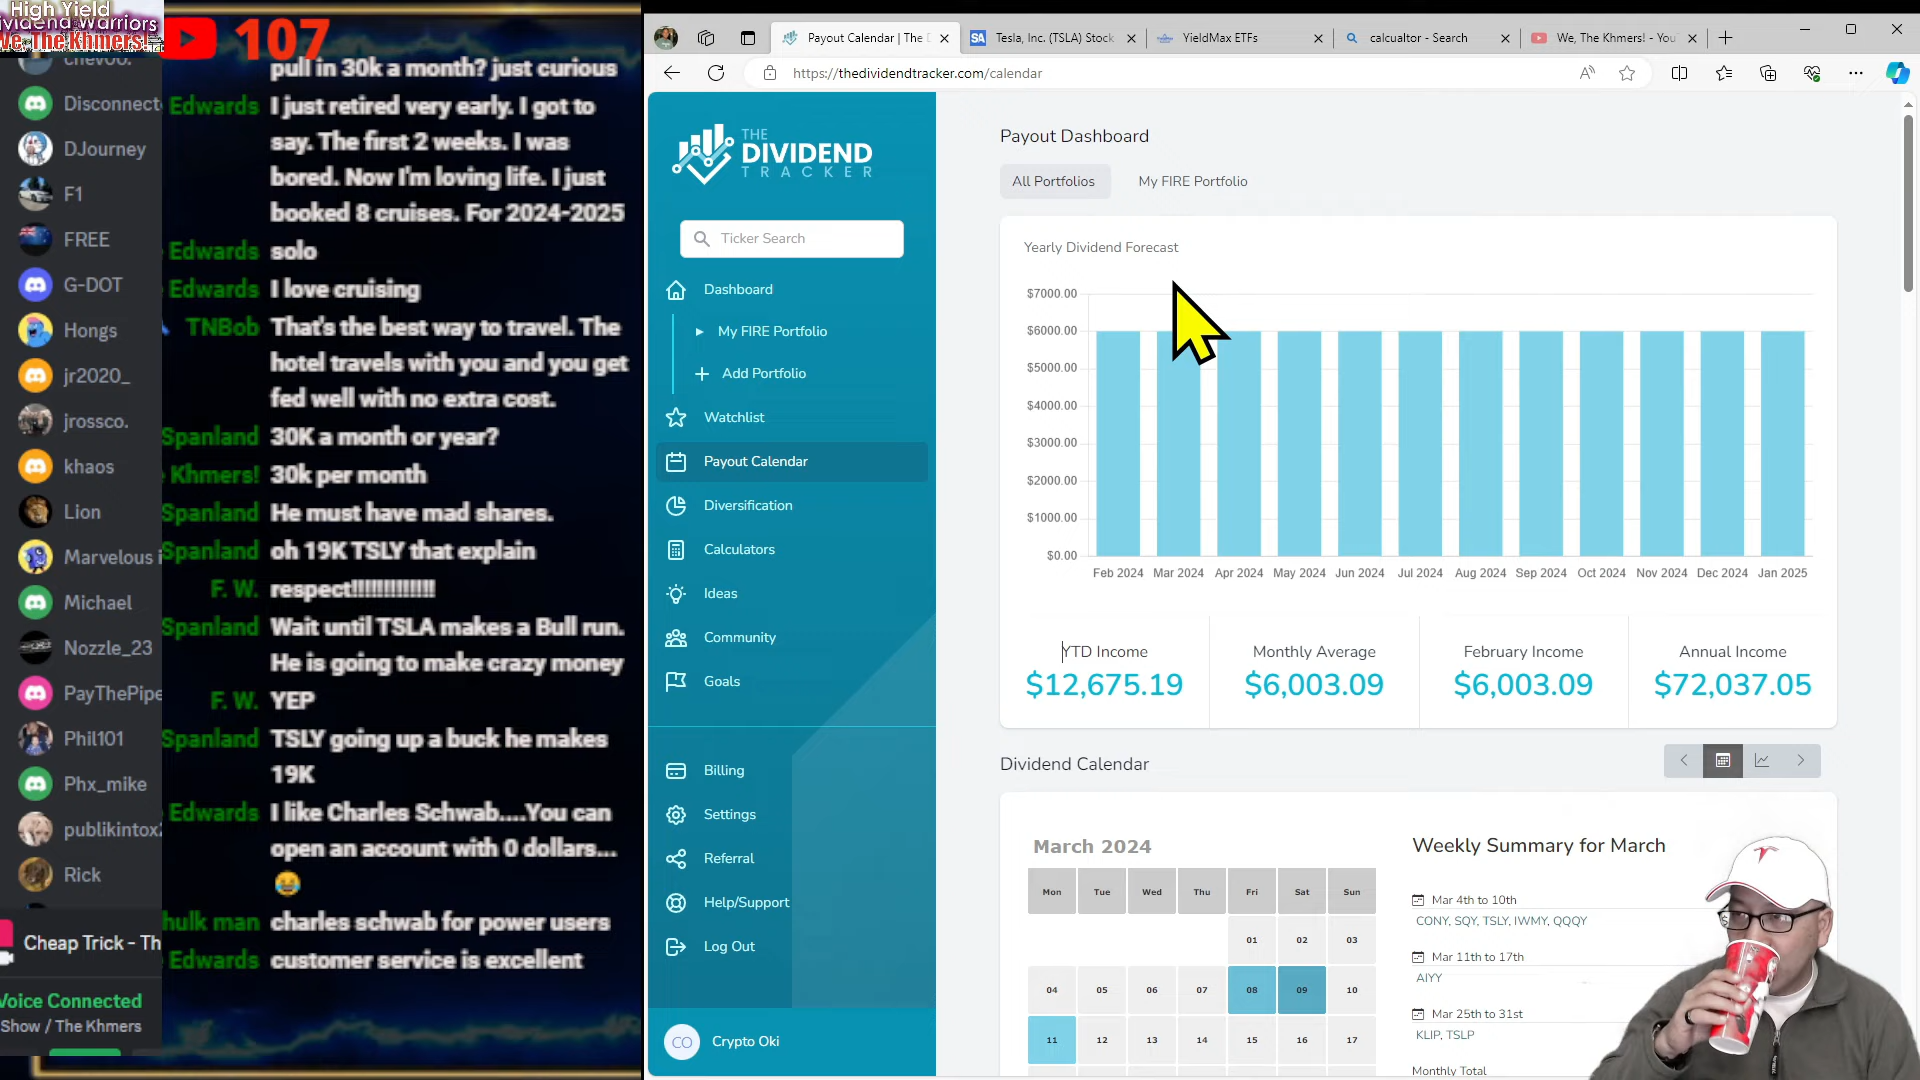 High Yield
Dividend Warriors
We, The Khmers!
107
chev00.
Disconnect
DJourney
F1
FREE
G-DOT
Hongs
jr2020_
jrossco.
khaos
Lion
Marvelous i
Michael
Nozzle_23
PayThePipe
Phil101
Phx_mike
publikintox
Rick
Cheap Trick - Th
Voice Connected
Show / The Khmers
pull in 30k a month? just curious
Edwards I just retired very early. I got to
say. The first 2 weeks. I was
bored. Now I'm loving life. I just
booked 8 cruises. For 2024-2025
Edwards solo
Edwards I love cruising
TNBob That's the best way to travel. The
hotel travels with you and you get
fed well with no extra cost.
Spanland 30K a month or year?
Khmers! 30k per month
Spanland He must have mad shares.
Spanland oh 19K TSLY that explain
F. W. respect!!!!!!!!!!!!!!
Spanland Wait until TSLA makes a Bull run.
He is going to make crazy money
F. W. YEP
Spanland TSLY going up a buck he makes
19K
Edwards I like Charles Schwab....You can
open an account with 0 dollars...
😂
hulk man charles schwab for power users
Edwards customer service is excellent
Payout Calendar | The D
SA Tesla, Inc. (TSLA) Stock
YieldMax ETFs
calcualtor - Search
We, The Khmers! - You
https://thedividendtracker.com/calendar
THE
DIVIDEND
TRACKER
Ticker Search
Dashboard
My FIRE Portfolio
Add Portfolio
Watchlist
Payout Calendar
Diversification
Calculators
Ideas
Community
Goals
Billing
Settings
Referral
Help/Support
Log Out
CO Crypto Oki
Payout Dashboard
All Portfolios My FIRE Portfolio
Yearly Dividend Forecast
$7000.00
$6000.00
$5000.00
$4000.00
$3000.00
$2000.00
$1000.00
$0.00
Feb 2024 Mar 2024 Apr 2024 May 2024 Jun 2024 Jul 2024 Aug 2024 Sep 2024 Oct 2024 Nov 2024 Dec 2024 Jan 2025
YTD Income Monthly Average February Income Annual Income
$12,675.19 $6,003.09 $6,003.09 $72,037.05
Dividend Calendar
March 2024
Mon Tue Wed Thu Fri Sat Sun
01 02 03
04 05 06 07 08 09 10
11 12 13 14 15 16 17
Weekly Summary for March
Mar 4th to 10th
CONY, SQY, TSLY, IWMY, QQQY
Mar 11th to 17th
AIYY
Mar 25th to 31st
KLIP, TSLP
Monthly Total